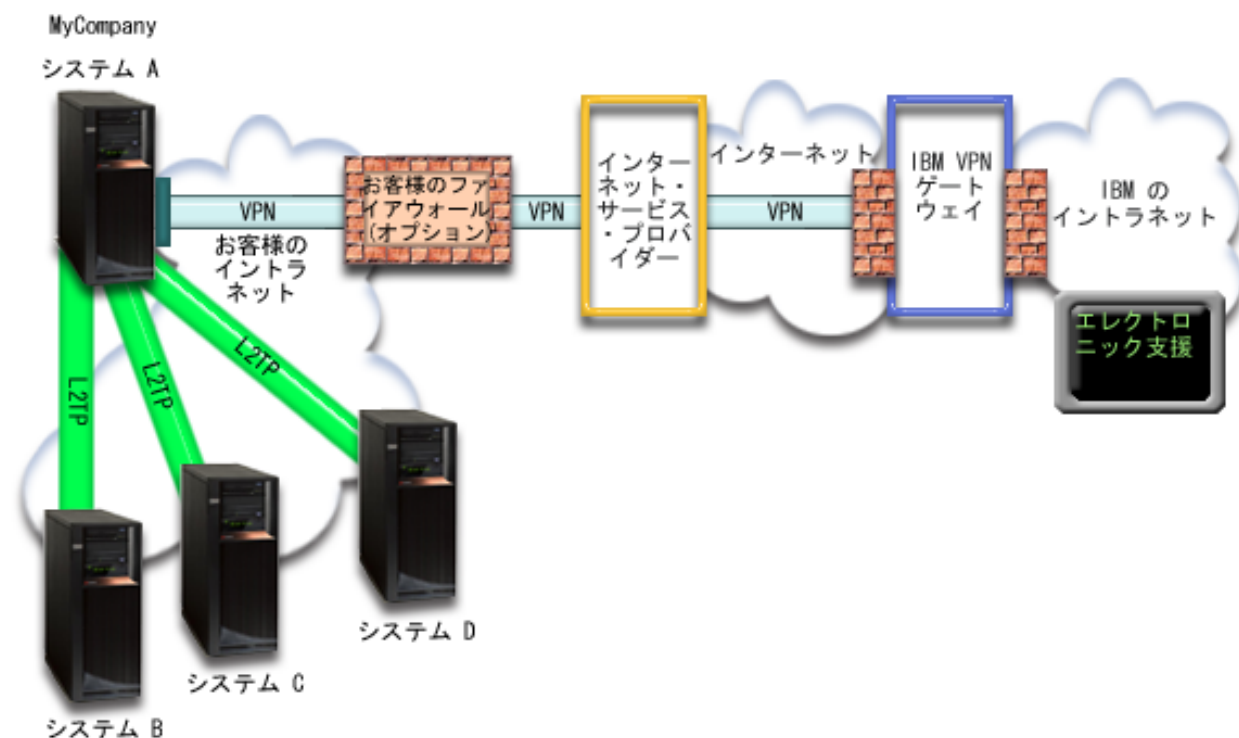 MyCompany
システム A
VPN
お客様の
イントラ
ネット
お客様のファ
イアウォール
(オプション)
VPN
インター
ネット・
サービス
・プロバ
イダー
インターネット
VPN
IBM VPN
ゲート
ウェイ
IBM の
イントラネット
エレクトロ
ニック支援
L2TP
L2TP
L2TP
システム D
システム C
システム B